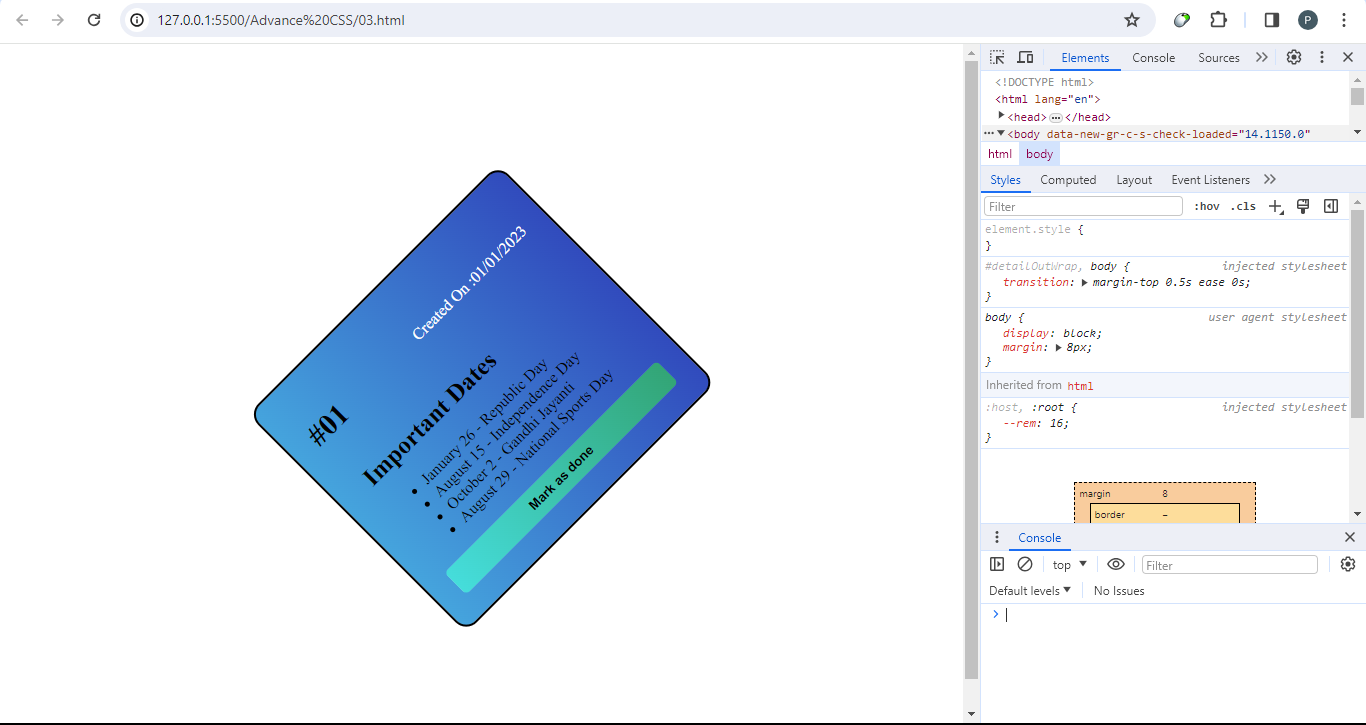 127.0.0.1:5500/Advance%20CSS/03.html
P
#01
Created On :01/01/2023
Important Dates
January 26 - Republic Day
August 15 - Independence Day
October 2 - Gandhi Jayanti
August 29 - National Sports Day
Mark as done
Elements Console Sources
<!DOCTYPE html>
<html lang="en">
<head> … </head>
<body data-new-gr-c-s-check-loaded="14.1150.0"
html body
Styles Computed Layout Event Listeners
Filter :hov .cls
element.style {
}
#detailOutWrap, body { injected stylesheet
transition: margin-top 0.5s ease 0s;
}
body { user agent stylesheet
display: block;
margin: 8px;
}
Inherited from html
:host, :root { injected stylesheet
--rem: 16;
}
margin 8
border –
Console
top Filter
Default levels No Issues